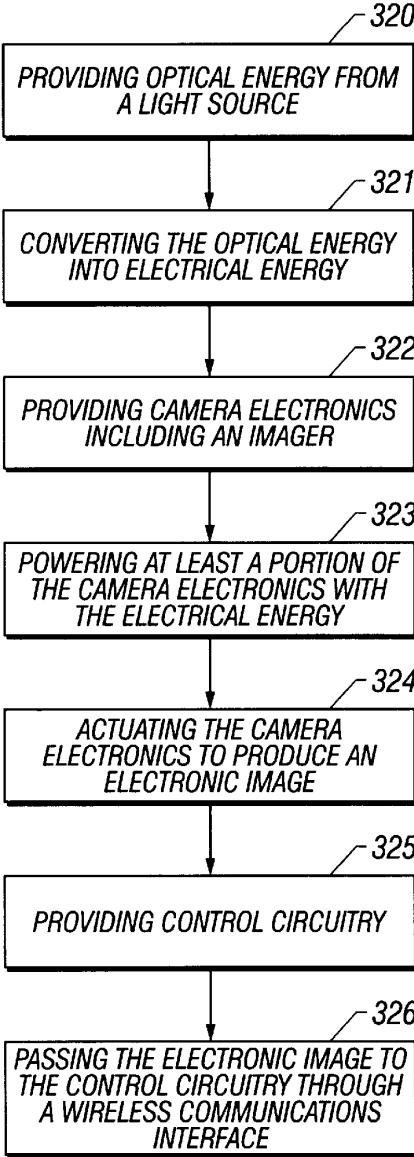 320
PROVIDING OPTICAL ENERGY FROM
A LIGHT SOURCE
321
CONVERTING THE OPTICAL ENERGY
INTO ELECTRICAL ENERGY
322
PROVIDING CAMERA ELECTRONICS
INCLUDING AN IMAGER
323
POWERING AT LEAST A PORTION OF
THE CAMERA ELECTRONICS WITH
THE ELECTRICAL ENERGY
324
ACTUATING THE CAMERA
ELECTRONICS TO PRODUCE AN
ELECTRONIC IMAGE
325
PROVIDING CONTROL CIRCUITRY
326
PASSING THE ELECTRONIC IMAGE TO
THE CONTROL CIRCUITRY THROUGH
A WIRELESS COMMUNICATIONS
INTERFACE